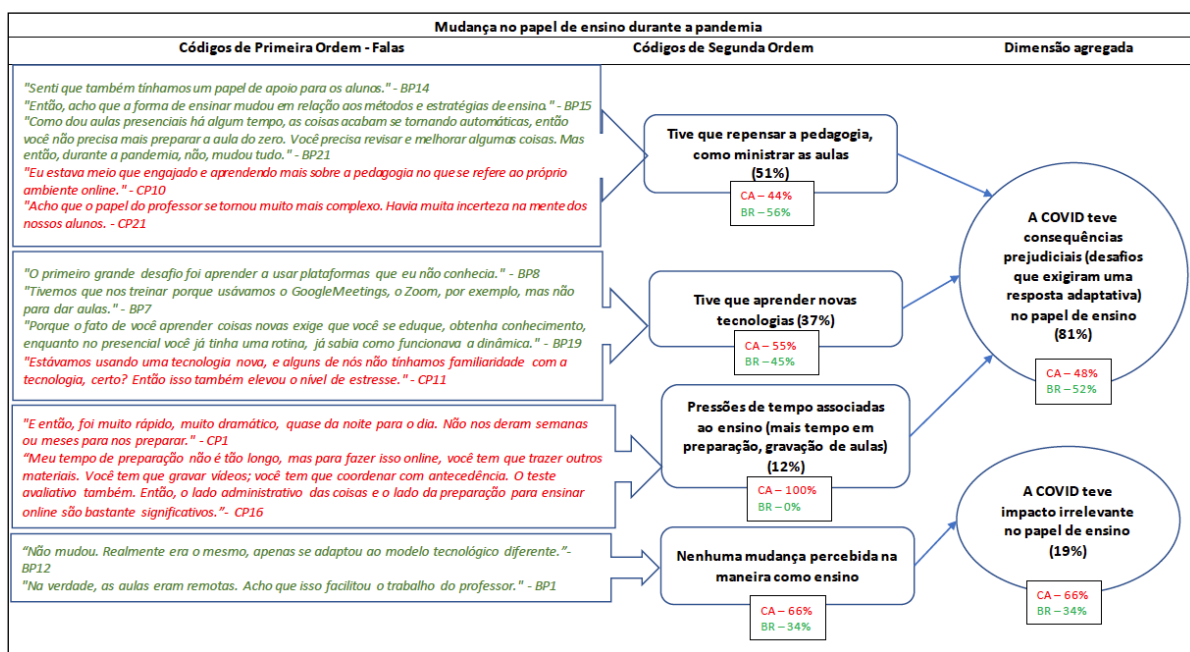 Mudança no papel de ensino durante a pandemia
Códigos de Primeira Ordem - Falas
Códigos de Segunda Ordem
Dimensão agregada
"Senti que também tínhamos um papel de apoio para os alunos." - BP14
"Então, acho que a forma de ensinar mudou em relação aos métodos e estratégias de ensino." - BP15
"Como dou aulas presenciais há algum tempo, as coisas acabam se tornando automáticas, então
você não precisa mais preparar a aula do zero. Você precisa revisar e melhorar algumas coisas. Mas
então, durante a pandemia, não, mudou tudo." - BP21
"Eu estava meio que engajado e aprendendo mais sobre a pedagogia no que se refere ao próprio
ambiente online." - CP10
"Acho que o papel do professor se tornou muito mais complexo. Havia muita incerteza na mente dos
nossos alunos. - CP21
Tive que repensar a pedagogia,
como ministrar as aulas
(51%)
CA – 44%
BR – 56%
"O primeiro grande desafio foi aprender a usar plataformas que eu não conhecia." - BP8
"Tivemos que nos treinar porque usávamos o GoogleMeetings, o Zoom, por exemplo, mas não
para dar aulas." - BP7
"Porque o fato de você aprender coisas novas exige que você se eduque, obtenha conhecimento,
enquanto no presencial você já tinha uma rotina, já sabia como funcionava a dinâmica." - BP19
"Estávamos usando uma tecnologia nova, e alguns de nós não tínhamos familiaridade com a
tecnologia, certo? Então isso também elevou o nível de estresse." - CP11
Tive que aprender novas
tecnologias (37%)
CA – 55%
BR – 45%
"E então, foi muito rápido, muito dramático, quase da noite para o dia. Não nos deram semanas
ou meses para nos preparar." - CP1
“Meu tempo de preparação não é tão longo, mas para fazer isso online, você tem que trazer outros
materiais. Você tem que gravar vídeos; você tem que coordenar com antecedência. O teste
avaliativo também. Então, o lado administrativo das coisas e o lado da preparação para ensinar
online são bastante significativos.”- CP16
Pressões de tempo associadas
ao ensino (mais tempo em
preparação, gravação de aulas)
(12%)
CA – 100%
BR – 0%
A COVID teve
consequências
prejudiciais (desafios
que exigiram uma
resposta adaptativa)
no papel de ensino
(81%)
CA – 48%
BR – 52%
“Não mudou. Realmente era o mesmo, apenas se adaptou ao modelo tecnológico diferente.”-
BP12
"Na verdade, as aulas eram remotas. Acho que isso facilitou o trabalho do professor." - BP1
Nenhuma mudança percebida na
maneira como ensino
CA – 66%
BR – 34%
A COVID teve
impacto irrelevante
no papel de ensino
(19%)
CA – 66%
BR – 34%